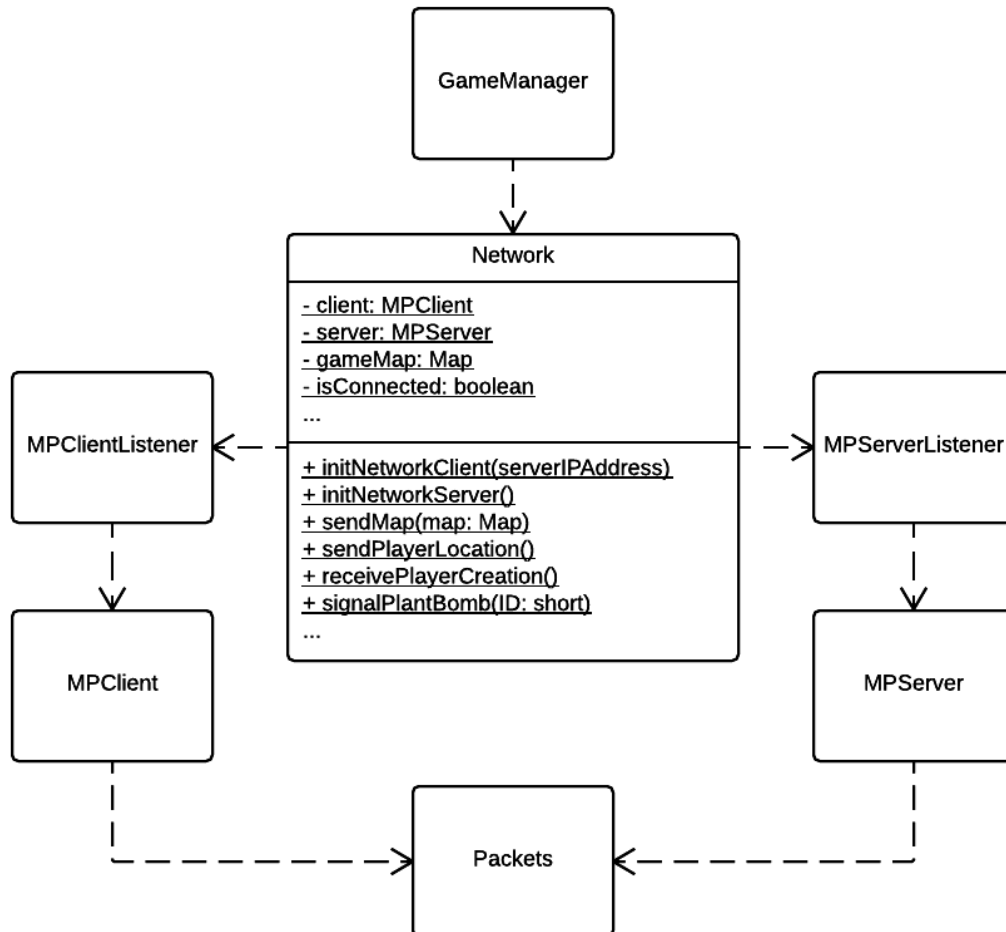 GameManager
Network
- client: MPClient
- server: MPServer
- gameMap: Map
- isConnected: boolean
...
MPClientListener
MPServerListener
+ initNetworkClient(serverIPAddress)
+ initNetworkServer()
+ sendMap(map: Map)
+ sendPlayerLocation()
+ receivePlayerCreation()
+ signalPlantBomb(ID: short)
...
MPClient
MPServer
Packets